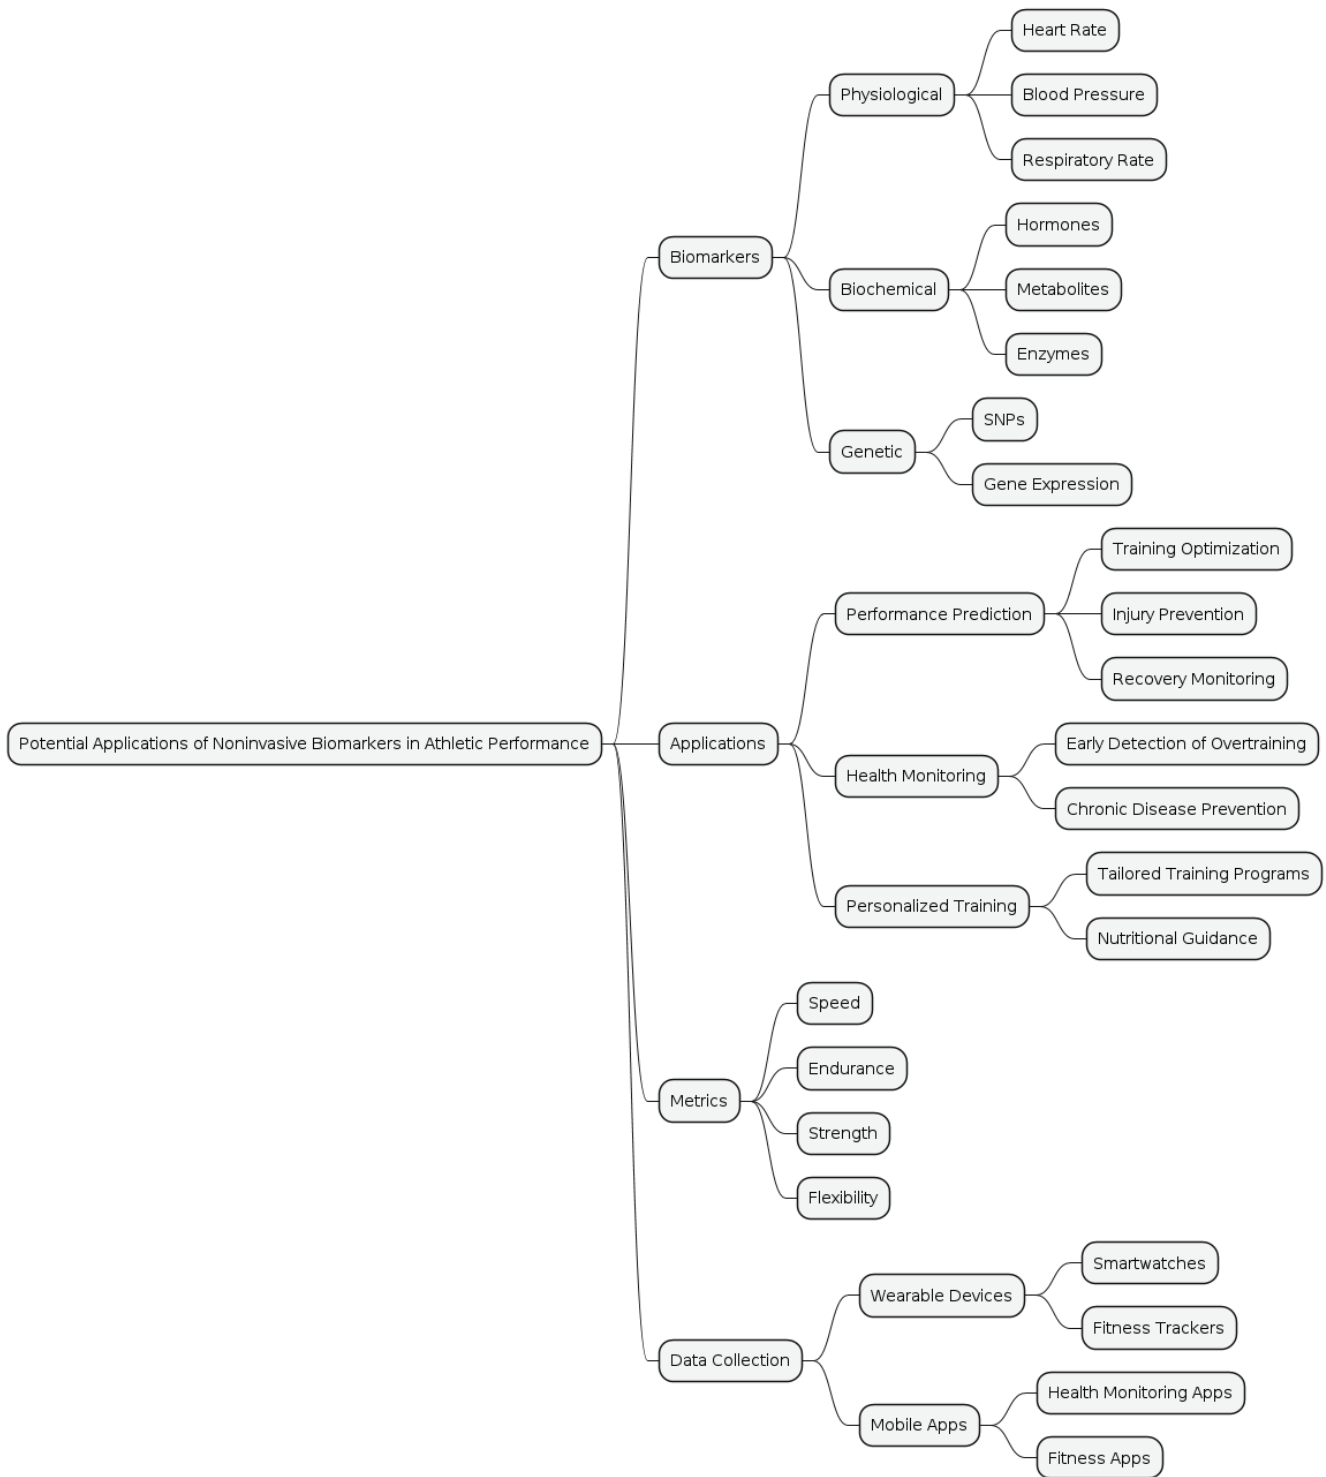 Potential Applications of Noninvasive Biomarkers in Athletic Performance
Biomarkers
Physiological
Heart Rate
Blood Pressure
Respiratory Rate
Biochemical
Hormones
Metabolites
Enzymes
Genetic
SNPs
Gene Expression
Applications
Performance Prediction
Training Optimization
Injury Prevention
Recovery Monitoring
Health Monitoring
Early Detection of Overtraining
Chronic Disease Prevention
Personalized Training
Tailored Training Programs
Nutritional Guidance
Metrics
Speed
Endurance
Strength
Flexibility
Data Collection
Wearable Devices
Smartwatches
Fitness Trackers
Mobile Apps
Health Monitoring Apps
Fitness Apps